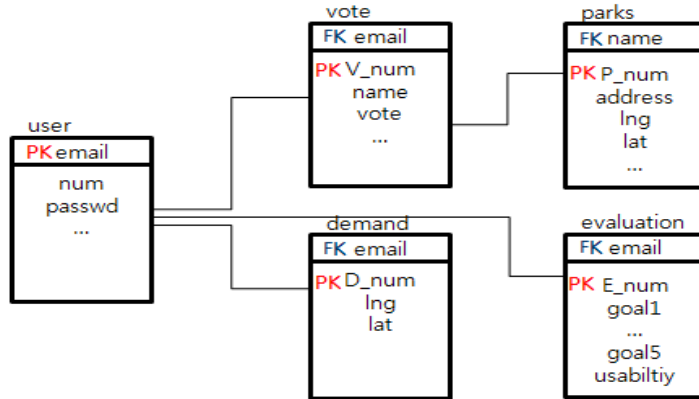 user
PK email
num
passwd
...
vote
FK email
PK V_num
name
vote
...
parks
FK name
PK P_num
address
lng
lat
...
demand
FK email
PK D_num
lng
lat
evaluation
FK email
PK E_num
goal1
...
goal5
usabiltiy